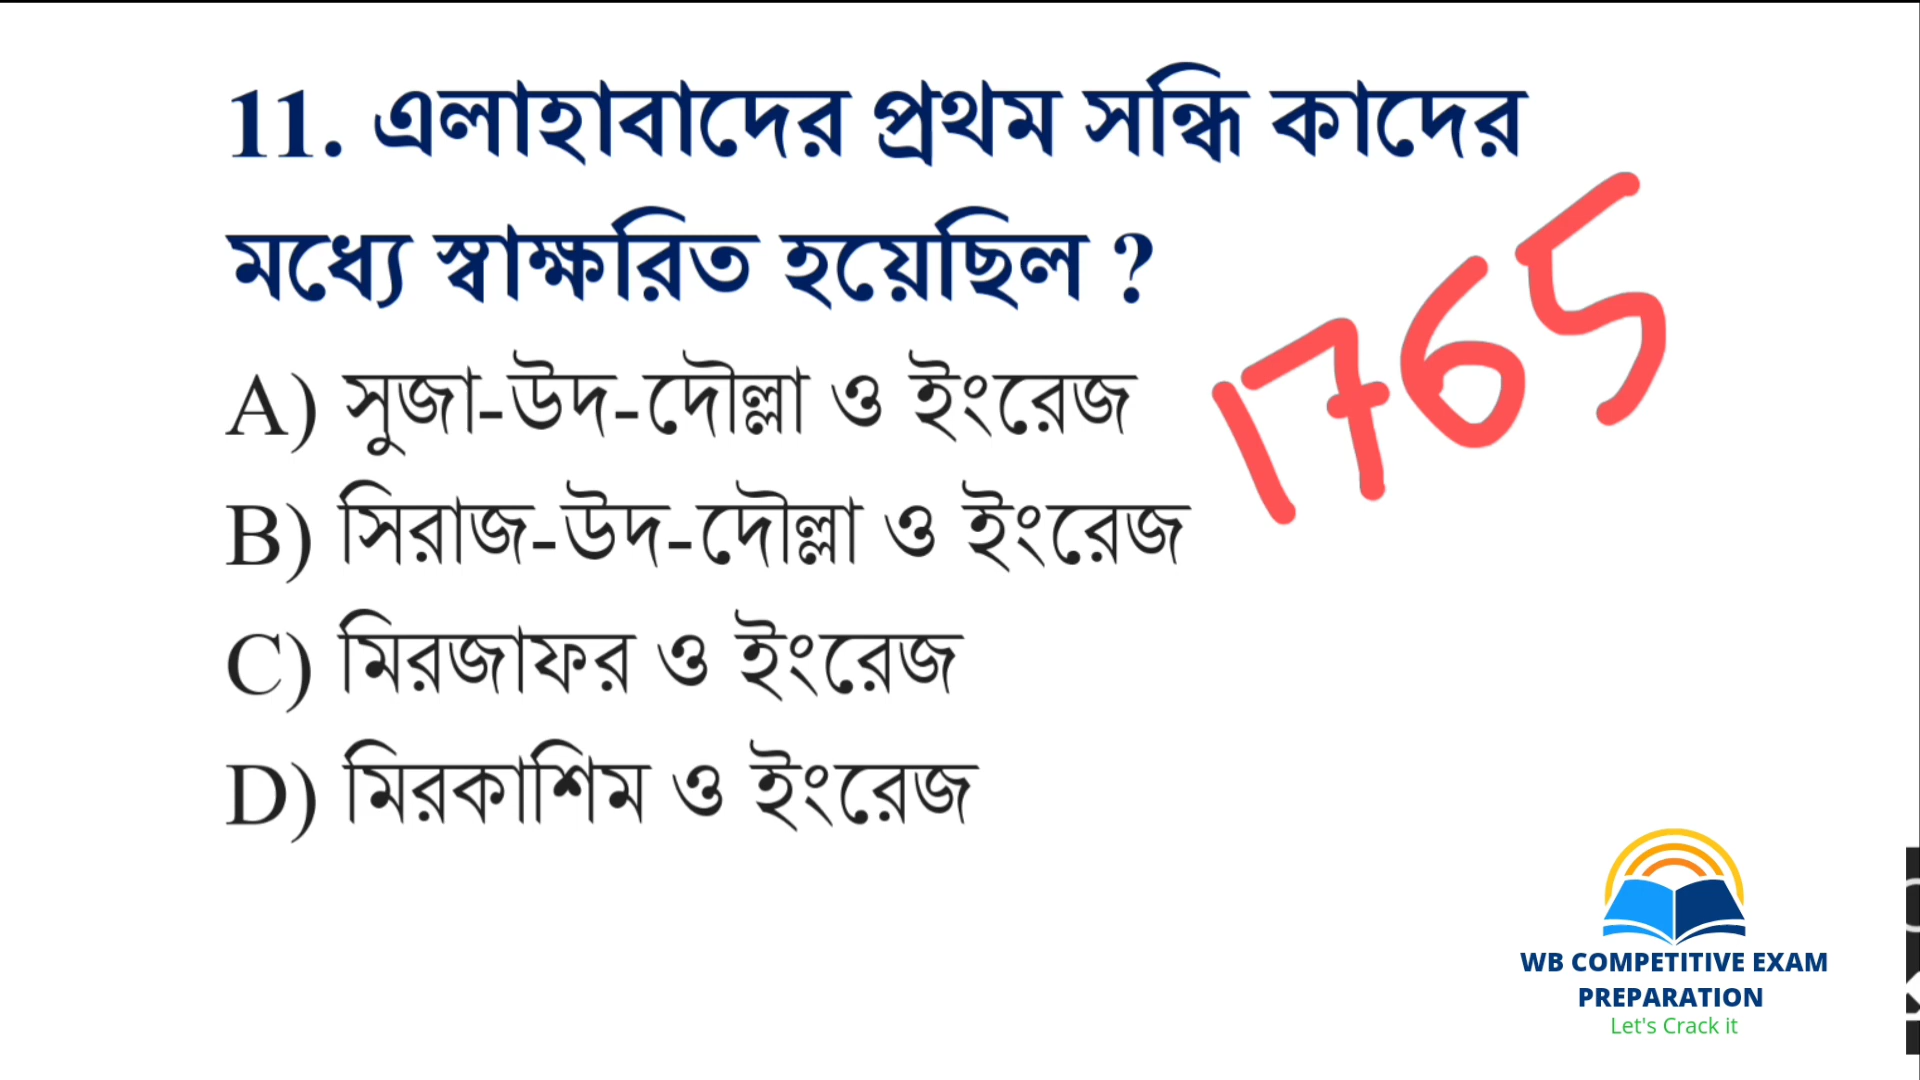 11. এলাহাবাদের প্রথম সন্ধি কাদের
মধ্যে স্বাক্ষরিত হয়েছিল ?
1765
A) সুজা-উদ-দৌল্লা ও ইংরেজ
B) সিরাজ-উদ-দৌল্লা ও ইংরেজ
C) মিরজাফর ও ইংরেজ
D) মিরকাশিম ও ইংরেজ
WB COMPETITIVE EXAM
PREPARATION
Let's Crack it